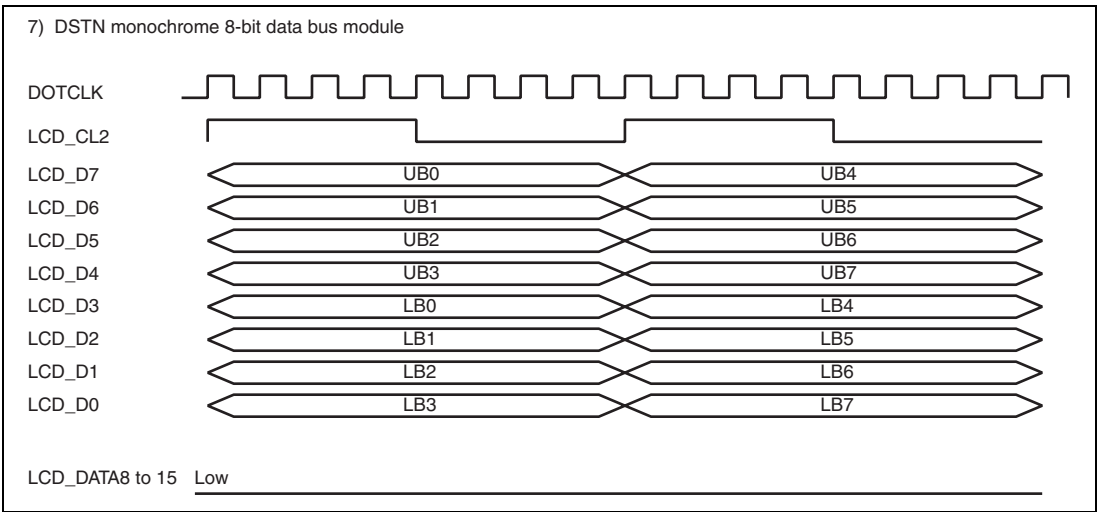 7) DSTN monochrome 8-bit data bus module
DOTCLK
LCD_CL2
LCD_D7 UB0 UB4
LCD_D6 UB1 UB5
LCD_D5 UB2 UB6
LCD_D4 UB3 UB7
LCD_D3 LB0 LB4
LCD_D2 LB1 LB5
LCD_D1 LB2 LB6
LCD_D0 LB3 LB7
LCD_DATA8 to 15 Low